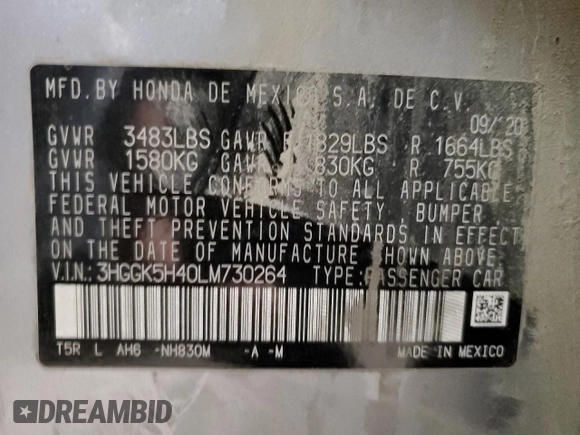 MFD. BY HONDA DE MEXICO S.A. DE C.V.
09/'20
GVWR 3483LBS GAWR F 1829LBS R 1664LBS
GVWR 1580KG GAWR 830KG R 755KG
THIS VEHICLE CONFORMS TO ALL APPLICABLE
FEDERAL MOTOR VEHICLE SAFETY, BUMPER
AND THEFT PREVENTION STANDARDS IN EFFECT
ON THE DATE OF MANUFACTURE SHOWN ABOVE.
V.I.N.: 3HGGK5H40LM730264 TYPE:PASSENGER CAR
T5R L AH6 -NH830M -A -M
MADE IN MEXICO
DREAMBID